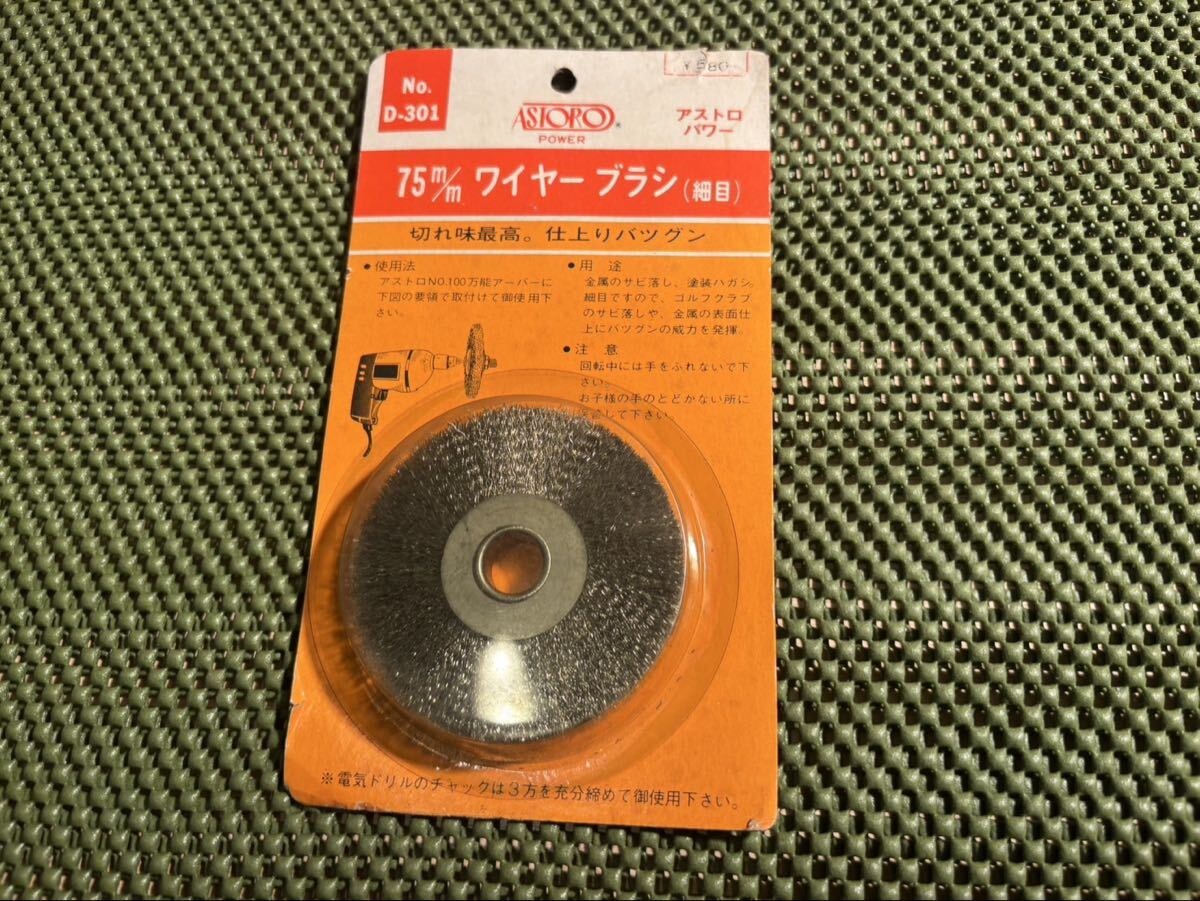 No.
D-301
ASTORO®
POWER
¥580
アストロ
パワー
75m/m ワイヤーブラシ(細目)
切れ味最高。仕上りバツグン
● 使用法
アストロNO.100万能アーバーに
下図の要領で取付けて御使用下
さい。
● 用 途
金属のサビ落し、塗装ハガシ。
細目ですので、ゴルフクラブ
のサビ落しや、金属の表面仕
上にバツグンの威力を発揮。
● 注 意
回転中には手をふれないで下
さい。
お子様の手のとどかない所に
して下さい。
※電気ドリルのチャックは3方を充分締めて御使用下さい。